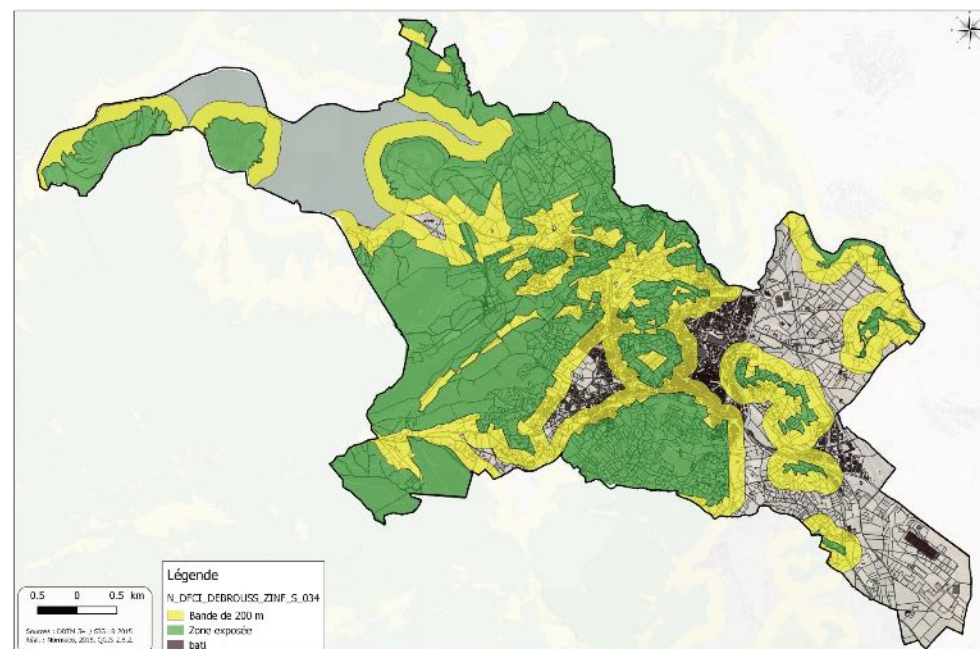 0.5 0 0.5 km
Légende
N_DFCI_DEBROUSS_ZINF_S_034
Bande de 200 m
Zone exposée
bati